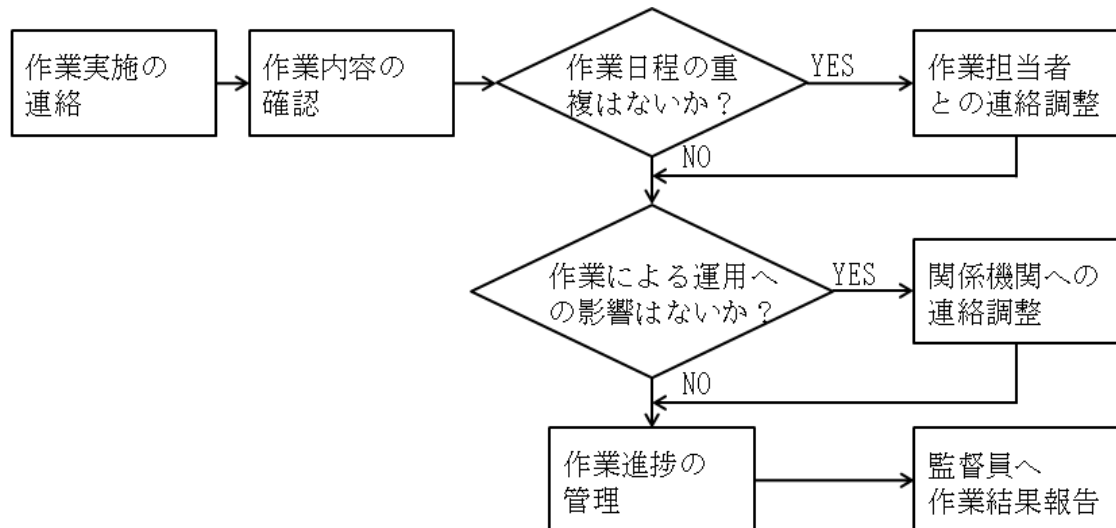 作業実施の
連絡
作業内容の
確認
作業日程の重
複はないか？
YES
作業担当者
との連絡調整
NO
作業による運用へ
の影響はないか？
YES
関係機関への
連絡調整
NO
作業進捗の
管理
監督員へ
作業結果報告